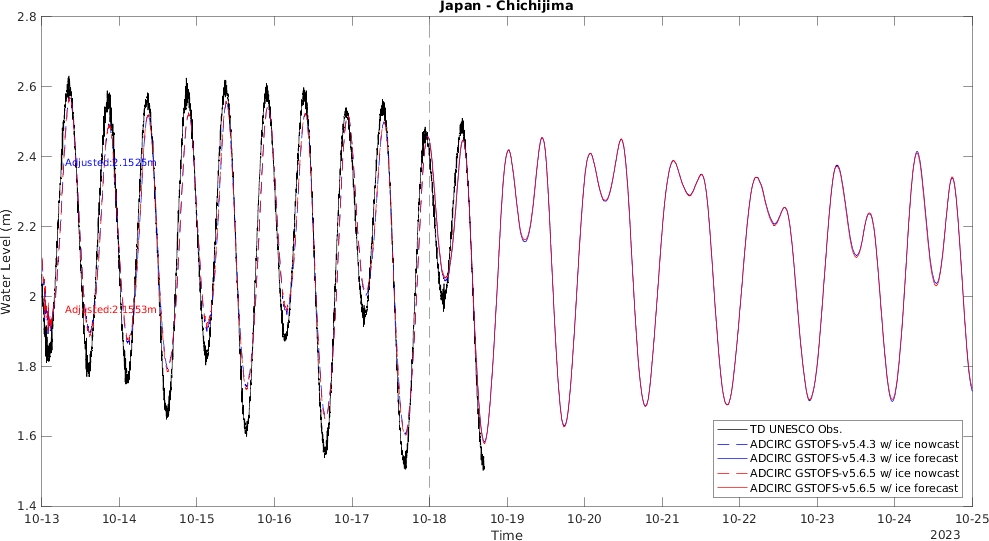 Japan - Chichijima
2.8
2.6
2.4
2.2
2
1.8
1.6
1.4
Water Level (m)
Adjusted:2.1525m
Adjusted:2.1553m
TD UNESCO Obs.
ADCIRC GSTOFS-v5.4.3 w/ ice nowcast
ADCIRC GSTOFS-v5.4.3 w/ ice forecast
ADCIRC GSTOFS-v5.6.5 w/ ice nowcast
ADCIRC GSTOFS-v5.6.5 w/ ice forecast
10-13 10-14 10-15 10-16 10-17 10-18 10-19 10-20 10-21 10-22 10-23 10-24 10-25
Time
2023